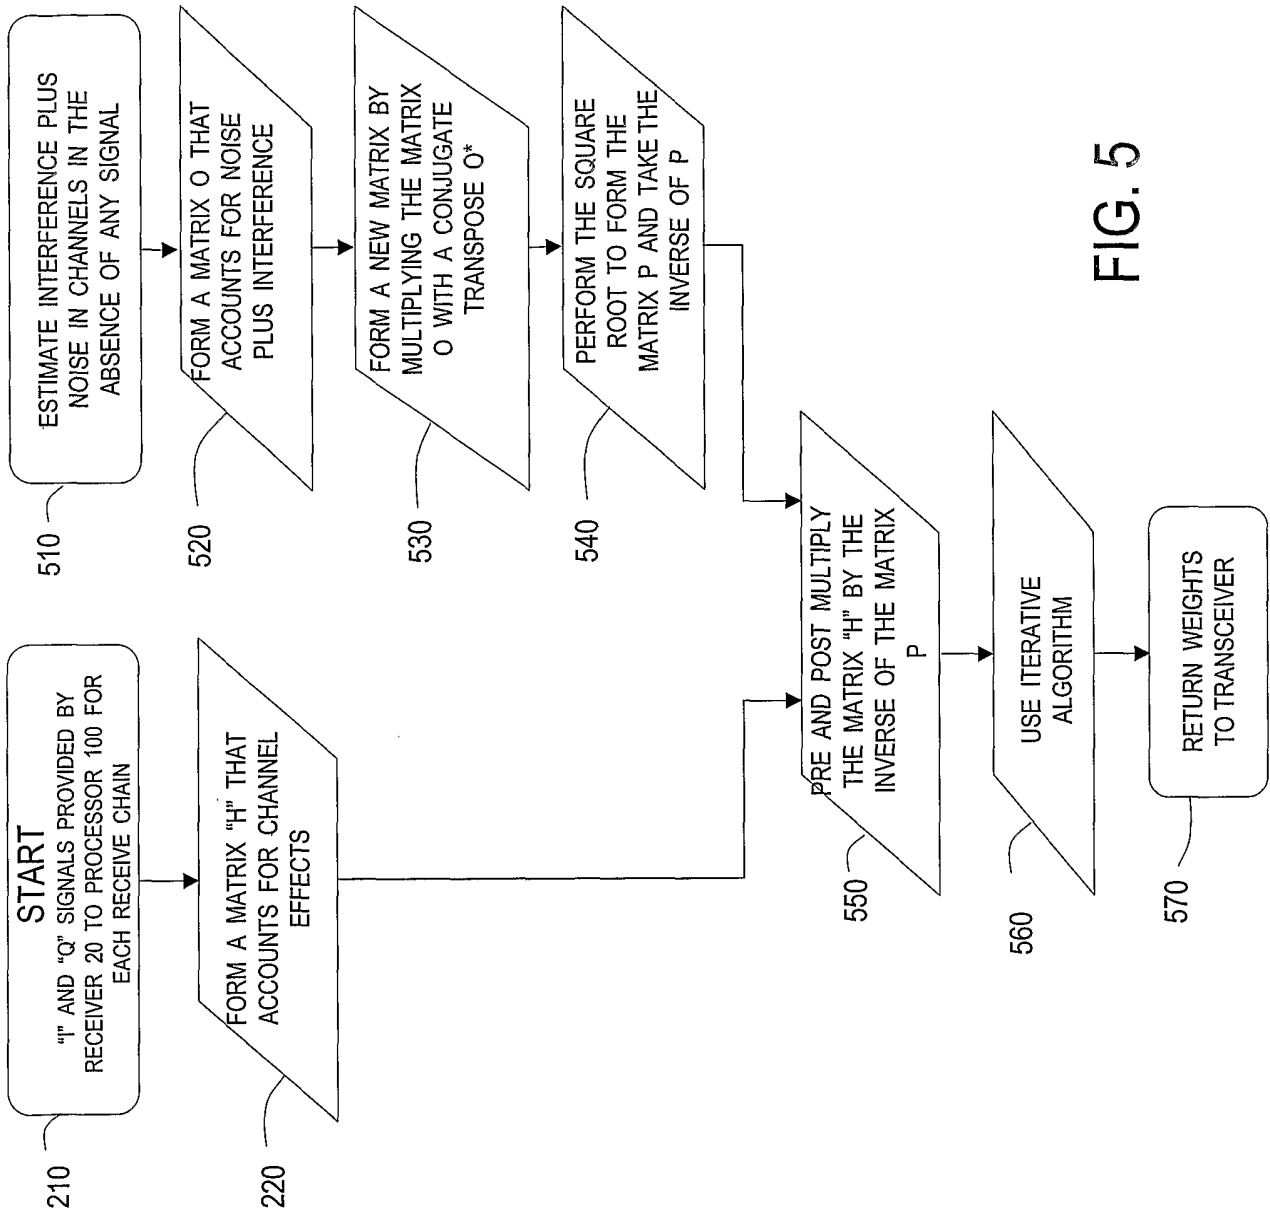 START
"I" AND "Q" SIGNALS PROVIDED BY
RECEIVER 20 TO PROCESSOR 100 FOR
EACH RECEIVE CHAIN
210
FORM A MATRIX "H" THAT
ACCOUNTS FOR CHANNEL
EFFECTS
220
ESTIMATE INTERFERENCE PLUS
NOISE IN CHANNELS IN THE
ABSENCE OF ANY SIGNAL
510
FORM A MATRIX O THAT
ACCOUNTS FOR NOISE
PLUS INTERFERENCE
520
FORM A NEW MATRIX BY
MULTIPLYING THE MATRIX
O WITH A CONJUGATE
TRANSPOSE O*
530
PERFORM THE SQUARE
ROOT TO FORM THE
MATRIX P AND TAKE THE
INVERSE OF P
540
PRE AND POST MULTIPLY
THE MATRIX "H" BY THE
INVERSE OF THE MATRIX
P
550
USE ITERATIVE
ALGORITHM
560
RETURN WEIGHTS
TO TRANSCEIVER
570
FIG. 5